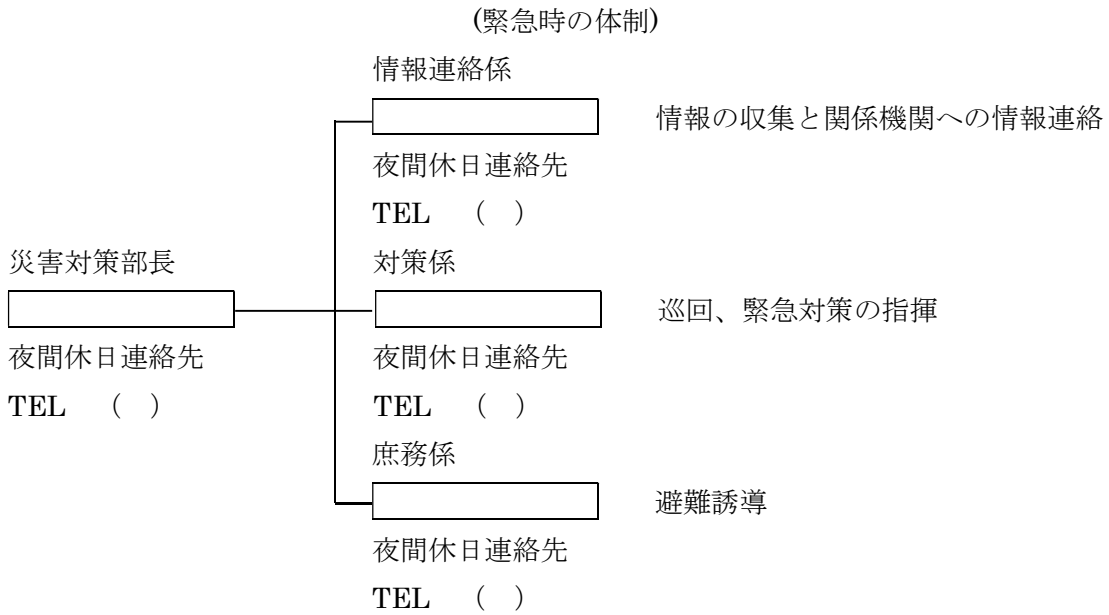 (緊急時の体制)
情報連絡係
情報の収集と関係機関への情報連絡
夜間休日連絡先
TEL （ ）
災害対策部長
対策係
巡回、緊急対策の指揮
夜間休日連絡先
夜間休日連絡先
TEL （ ）
TEL （ ）
庶務係
避難誘導
夜間休日連絡先
TEL （ ）